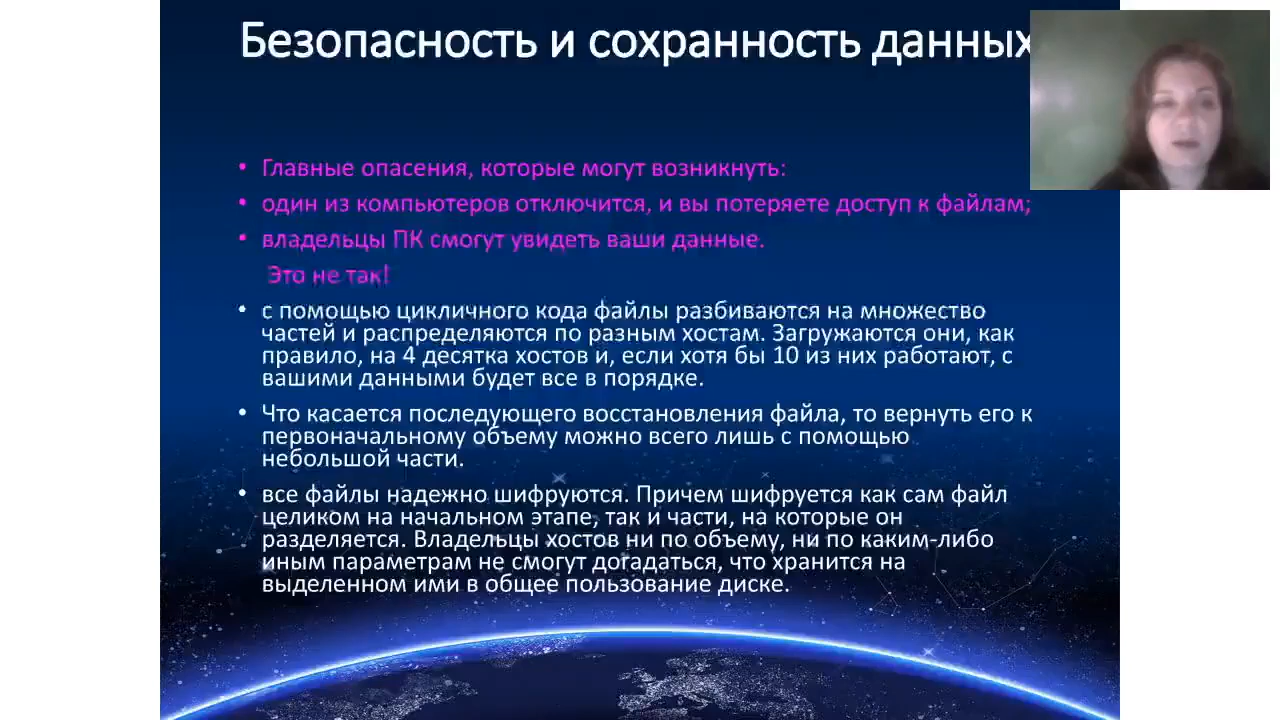 Безопасность и сохранность данных
• Главные опасения, которые могут возникнуть:
• один из компьютеров отключится, и вы потеряете доступ к файлам;
• владельцы ПК смогут увидеть ваши данные.
Это не так!
• с помощью цикличного кода файлы разбиваются на множество
частей и распределяются по разным хостам. Загружаются они, как
правило, на 4 десятка хостов и, если хотя бы 10 из них работают, с
вашими данными будет все в порядке.
• Что касается последующего восстановления файла, то вернуть его к
первоначальному объему можно всего лишь с помощью
небольшой части.
• все файлы надежно шифруются. Причем шифруется как сам файл
целиком на начальном этапе, так и части, на которые он
разделяется. Владельцы хостов ни по объему, ни по каким-либо
иным параметрам не смогут догадаться, что хранится на
выделенном ими в общее пользование диске.